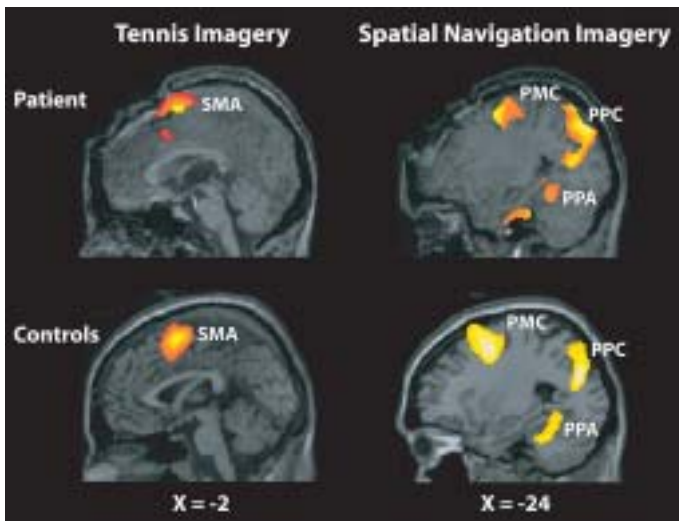 Tennis Imagery
Spatial Navigation Imagery
Patient
SMA
PMC
PPC
PPA
Controls
SMA
PMC
PPC
PPA
X = -2
X = -24